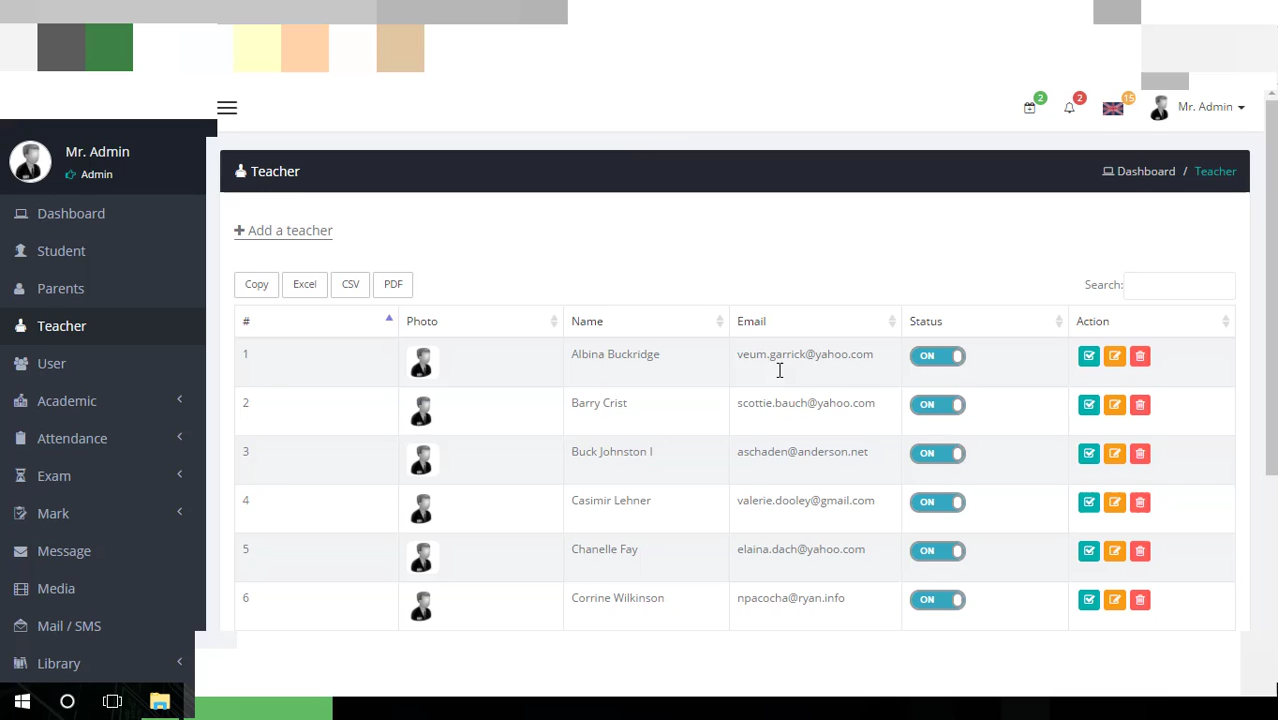 2 2 15 Mr. Admin
Mr. Admin
Admin
Dashboard
Student
Parents
Teacher
User
Academic
Attendance
Exam
Mark
Message
Media
Mail / SMS
Library
Teacher Dashboard / Teacher
Add a teacher
Copy Excel CSV PDF Search:
# Photo Name Email Status Action
1 Albina Buckridge veum.garrick@yahoo.com ON
2 Barry Crist scottie.bauch@yahoo.com ON
3 Buck Johnston I aschaden@anderson.net ON
4 Casimir Lehner valerie.dooley@gmail.com ON
5 Chanelle Fay elaina.dach@yahoo.com ON
6 Corrine Wilkinson npacocha@ryan.info ON